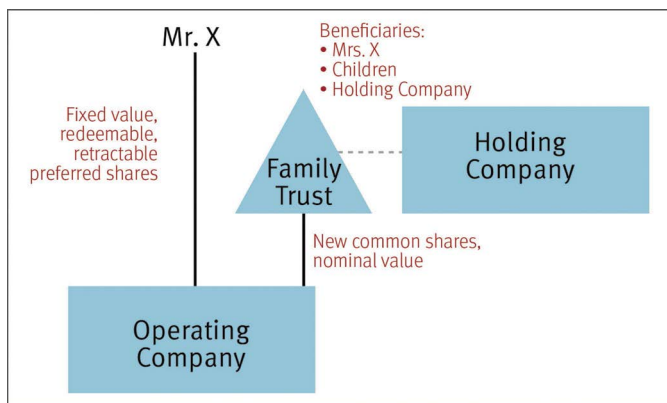 Mr. X
Beneficiaries:
• Mrs. X
• Children
• Holding Company
Fixed value,
redeemable,
retractable
preferred shares
Family
Trust
Holding
Company
New common shares,
nominal value
Operating
Company